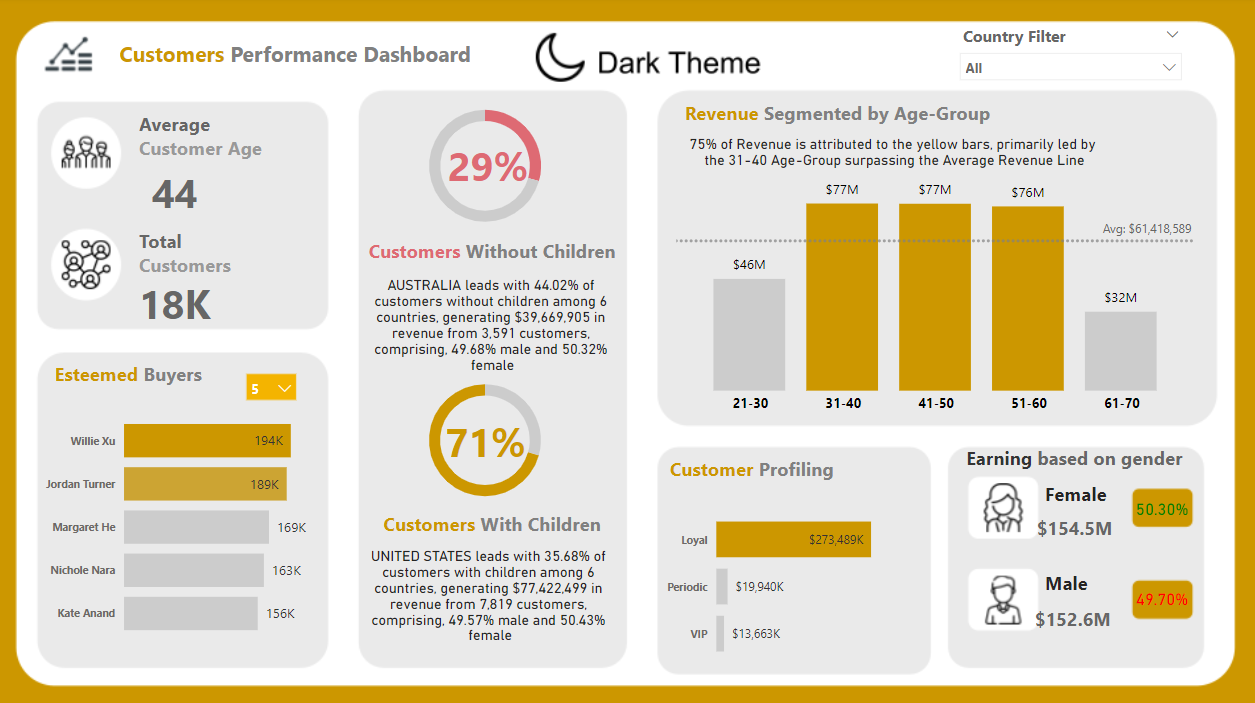 Customers Performance Dashboard
Dark Theme
Country Filter
All
Average
Customer Age
44
Total
Customers
18K
Esteemed Buyers
5
Willie Xu
194K
Jordan Turner
189K
Margaret He
169K
Nichole Nara
163K
Kate Anand
156K
29%
Customers Without Children
AUSTRALIA leads with 44.02% of
customers without children among 6
countries, generating $39,669,905 in
revenue from 3,591 customers,
comprising, 49.68% male and 50.32%
female
71%
Customers With Children
UNITED STATES leads with 35.68% of
customers with children among 6
countries, generating $77,422,499 in
revenue from 7,819 customers,
comprising, 49.57% male and 50.43%
female
Revenue Segmented by Age-Group
75% of Revenue is attributed to the yellow bars, primarily led by
the 31-40 Age-Group surpassing the Average Revenue Line
$46M
$77M
$77M
$76M
$32M
Avg: $61,418,589
21-30
31-40
41-50
51-60
61-70
Customer Profiling
Loyal
$273,489K
Periodic
$19,940K
VIP
$13,663K
Earning based on gender
Female
$154.5M
50.30%
Male
$152.6M
49.70%